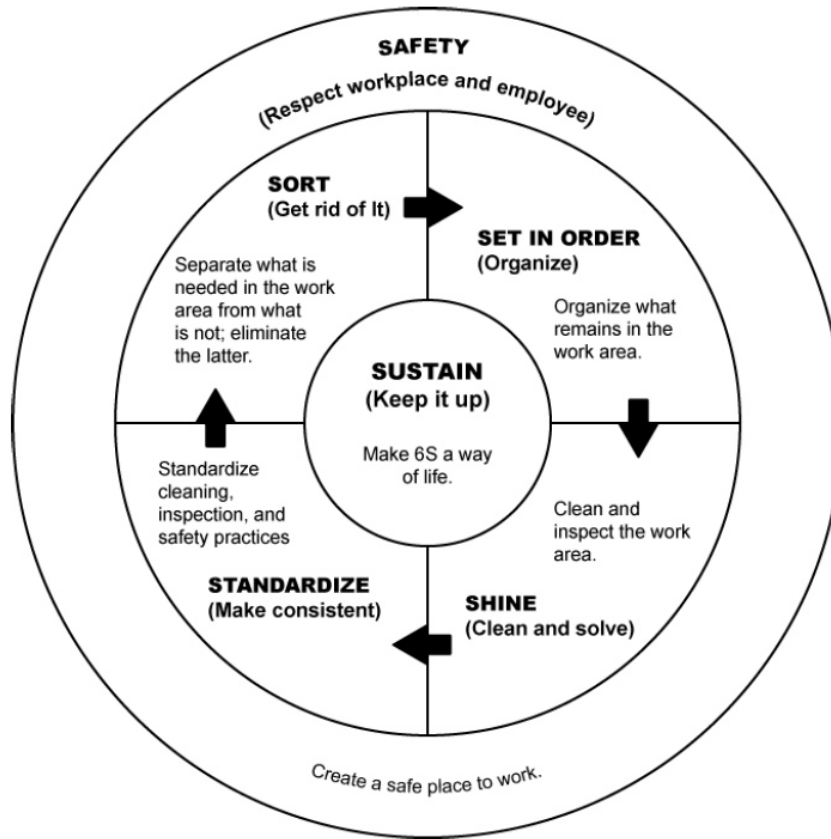 SAFETY
(Respect workplace and employee)
SORT
(Get rid of It)
Separate what is
needed in the work
area from what
is not; eliminate
the latter.
SET IN ORDER
(Organize)
Organize what
remains in the
work area.
SUSTAIN
(Keep it up)
Make 6S a way
of life.
Clean and
inspect the work
area.
SHINE
(Clean and solve)
Standardize
cleaning,
inspection, and
safety practices
STANDARDIZE
(Make consistent)
Create a safe place to work.